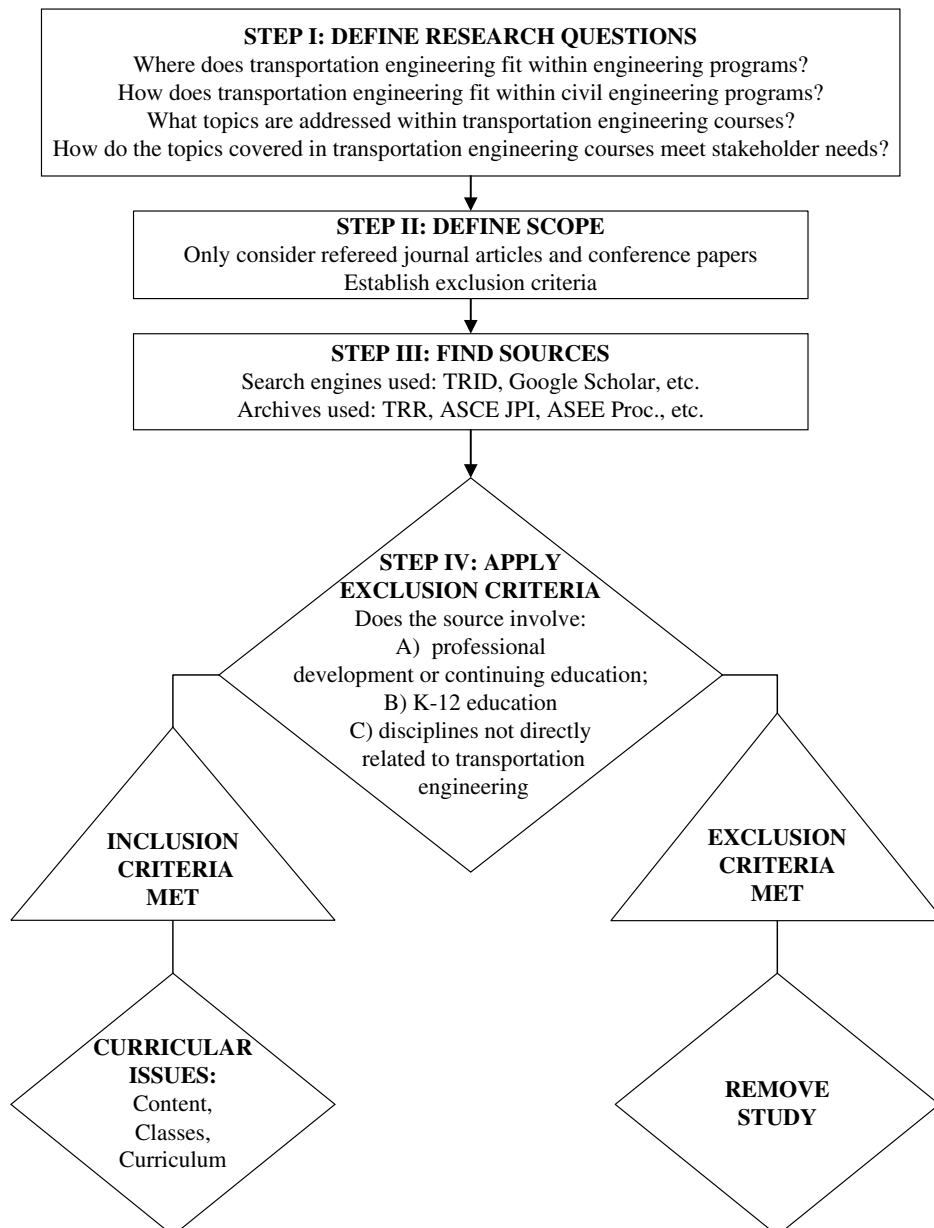 STEP I: DEFINE RESEARCH QUESTIONS
Where does transportation engineering fit within engineering programs?
How does transportation engineering fit within civil engineering programs?
What topics are addressed within transportation engineering courses?
How do the topics covered in transportation engineering courses meet stakeholder needs?
STEP II: DEFINE SCOPE
Only consider refereed journal articles and conference papers
Establish exclusion criteria
STEP III: FIND SOURCES
Search engines used: TRID, Google Scholar, etc.
Archives used: TRR, ASCE JPI, ASEE Proc., etc.
STEP IV: APPLY
EXCLUSION CRITERIA
Does the source involve:
A) professional
development or continuing education;
B) K-12 education
C) disciplines not directly
related to transportation
engineering
INCLUSION
CRITERIA
MET
EXCLUSION
CRITERIA
MET
CURRICULAR
ISSUES:
Content,
Classes,
Curriculum
REMOVE
STUDY